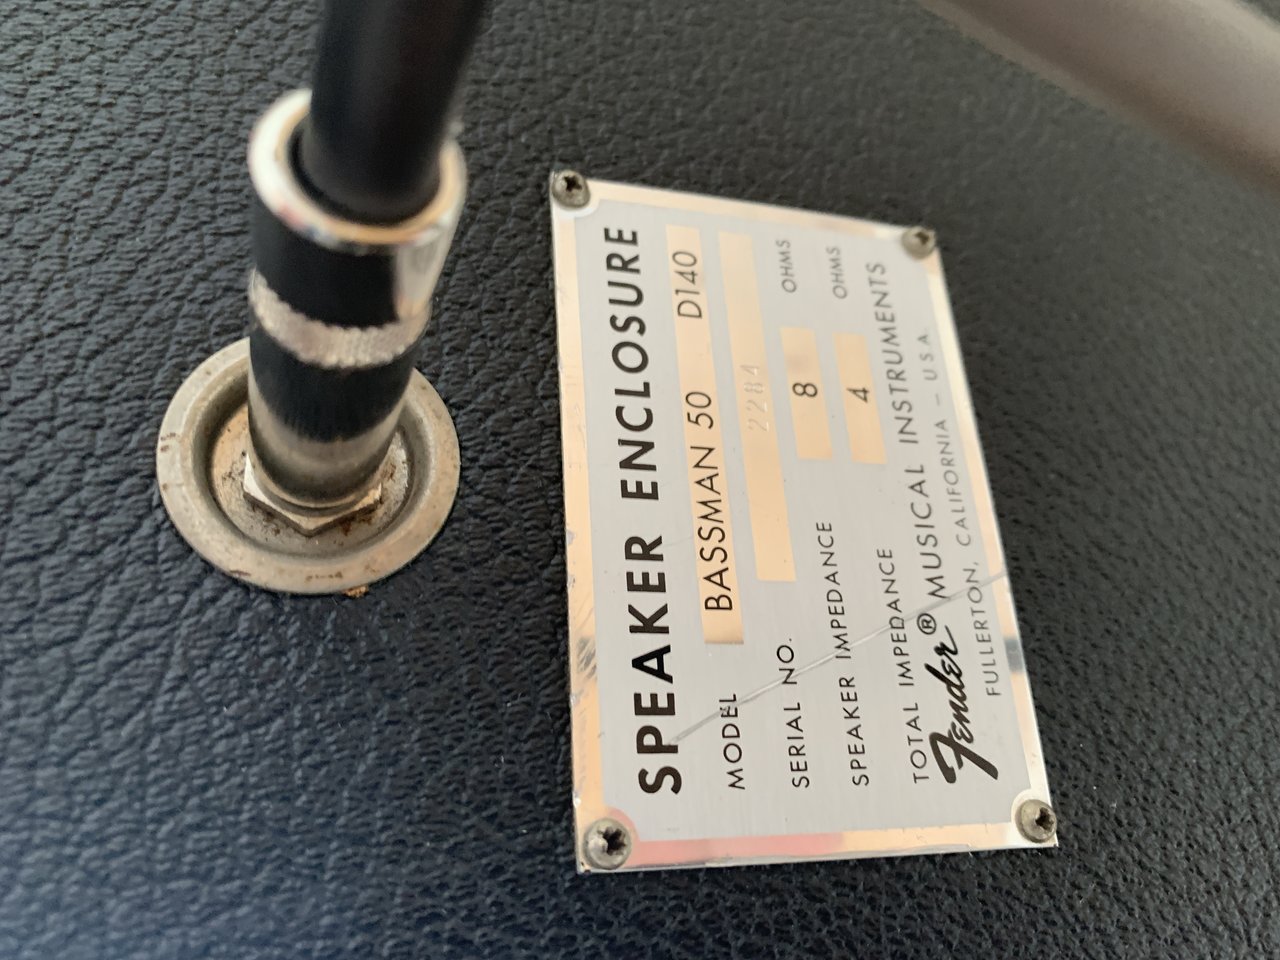 SPEAKER ENCLOSURE
MODEL BASSMAN 50 D140
SERIAL NO. 2284
SPEAKER IMPEDANCE 8 OHMS
TOTAL IMPEDANCE 4 OHMS
Fender® MUSICAL INSTRUMENTS
FULLERTON, CALIFORNIA – U.S.A.